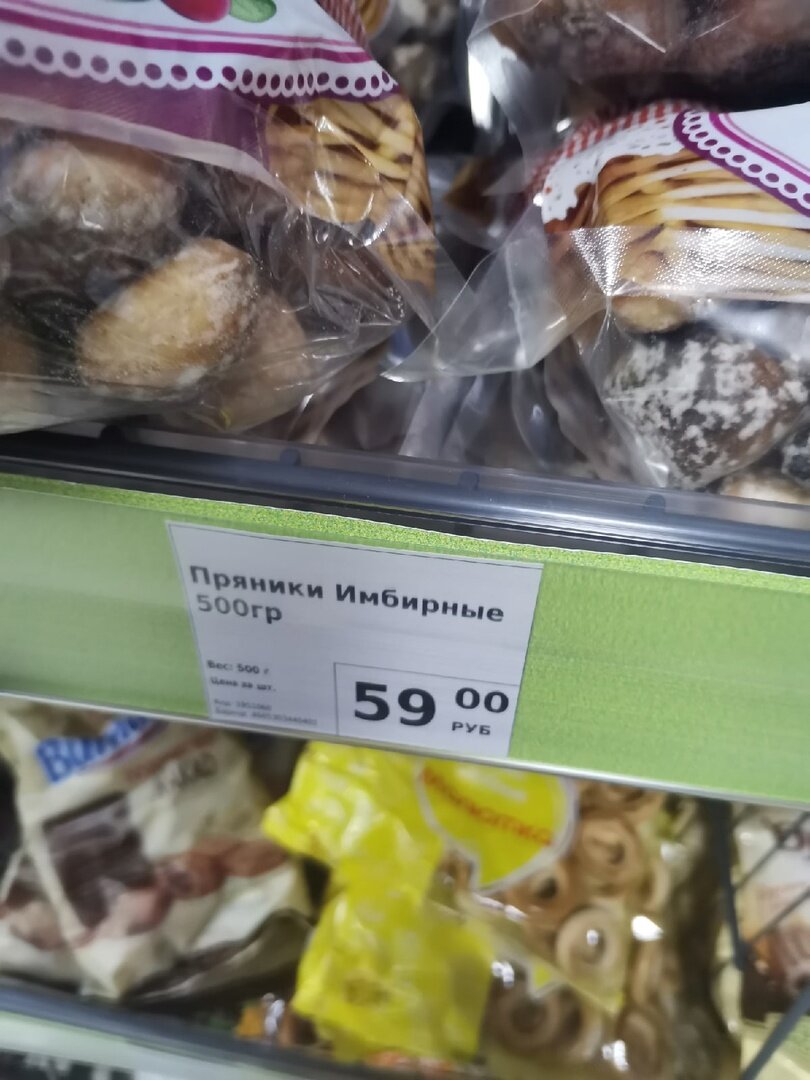 Пряники Имбирные
500гр
Вес: 500 г
Цена за шт.
59 00
РУБ